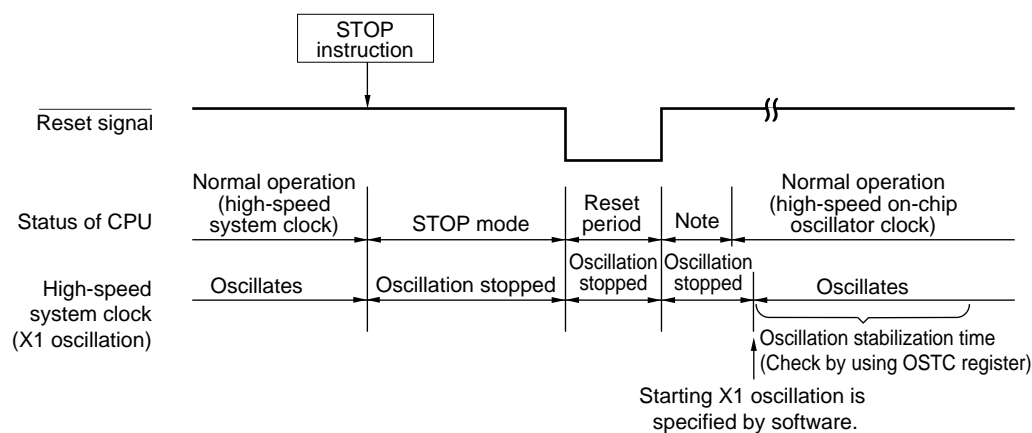 STOP
instruction
Reset signal
Status of CPU
Normal operation
(high-speed
system clock)
STOP mode
Reset
period
Note
Normal operation
(high-speed on-chip
oscillator clock)
High-speed
system clock
(X1 oscillation)
Oscillates
Oscillation stopped
Oscillation
stopped
Oscillation
stopped
Oscillates
Oscillation stabilization time
(Check by using OSTC register)
Starting X1 oscillation is
specified by software.